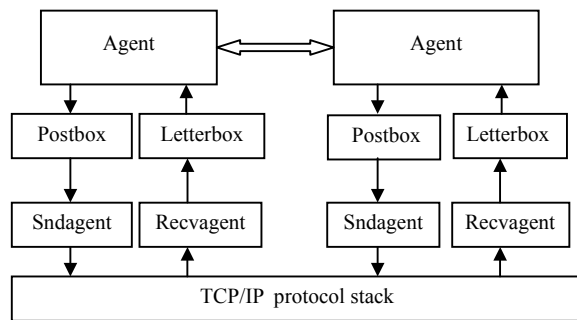 Agent Agent
Postbox Letterbox Postbox Letterbox
Sndagent Recvagent Sndagent Recvagent
TCP/IP protocol stack